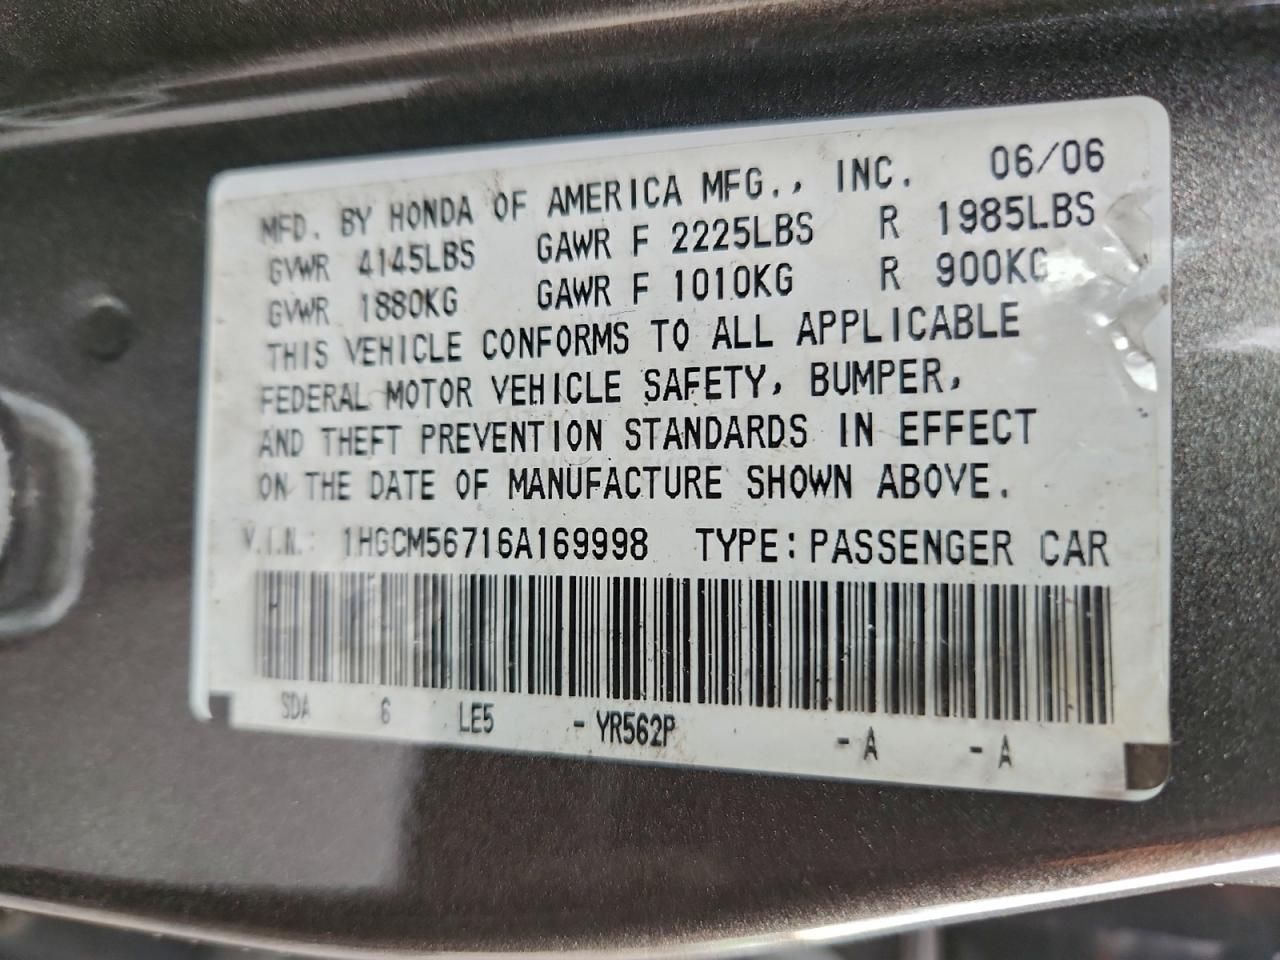 MFD. BY HONDA OF AMERICA MFG., INC. 06/06
GVWR 4145LBS GAWR F 2225LBS R 1985LBS
GVWR 1880KG GAWR F 1010KG R 900KG
THIS VEHICLE CONFORMS TO ALL APPLICABLE
FEDERAL MOTOR VEHICLE SAFETY, BUMPER,
AND THEFT PREVENTION STANDARDS IN EFFECT
ON THE DATE OF MANUFACTURE SHOWN ABOVE.
V.I.N.: 1HGCM56716A169998 TYPE: PASSENGER CAR
SDA 6 LE5 - YR562P - A - A